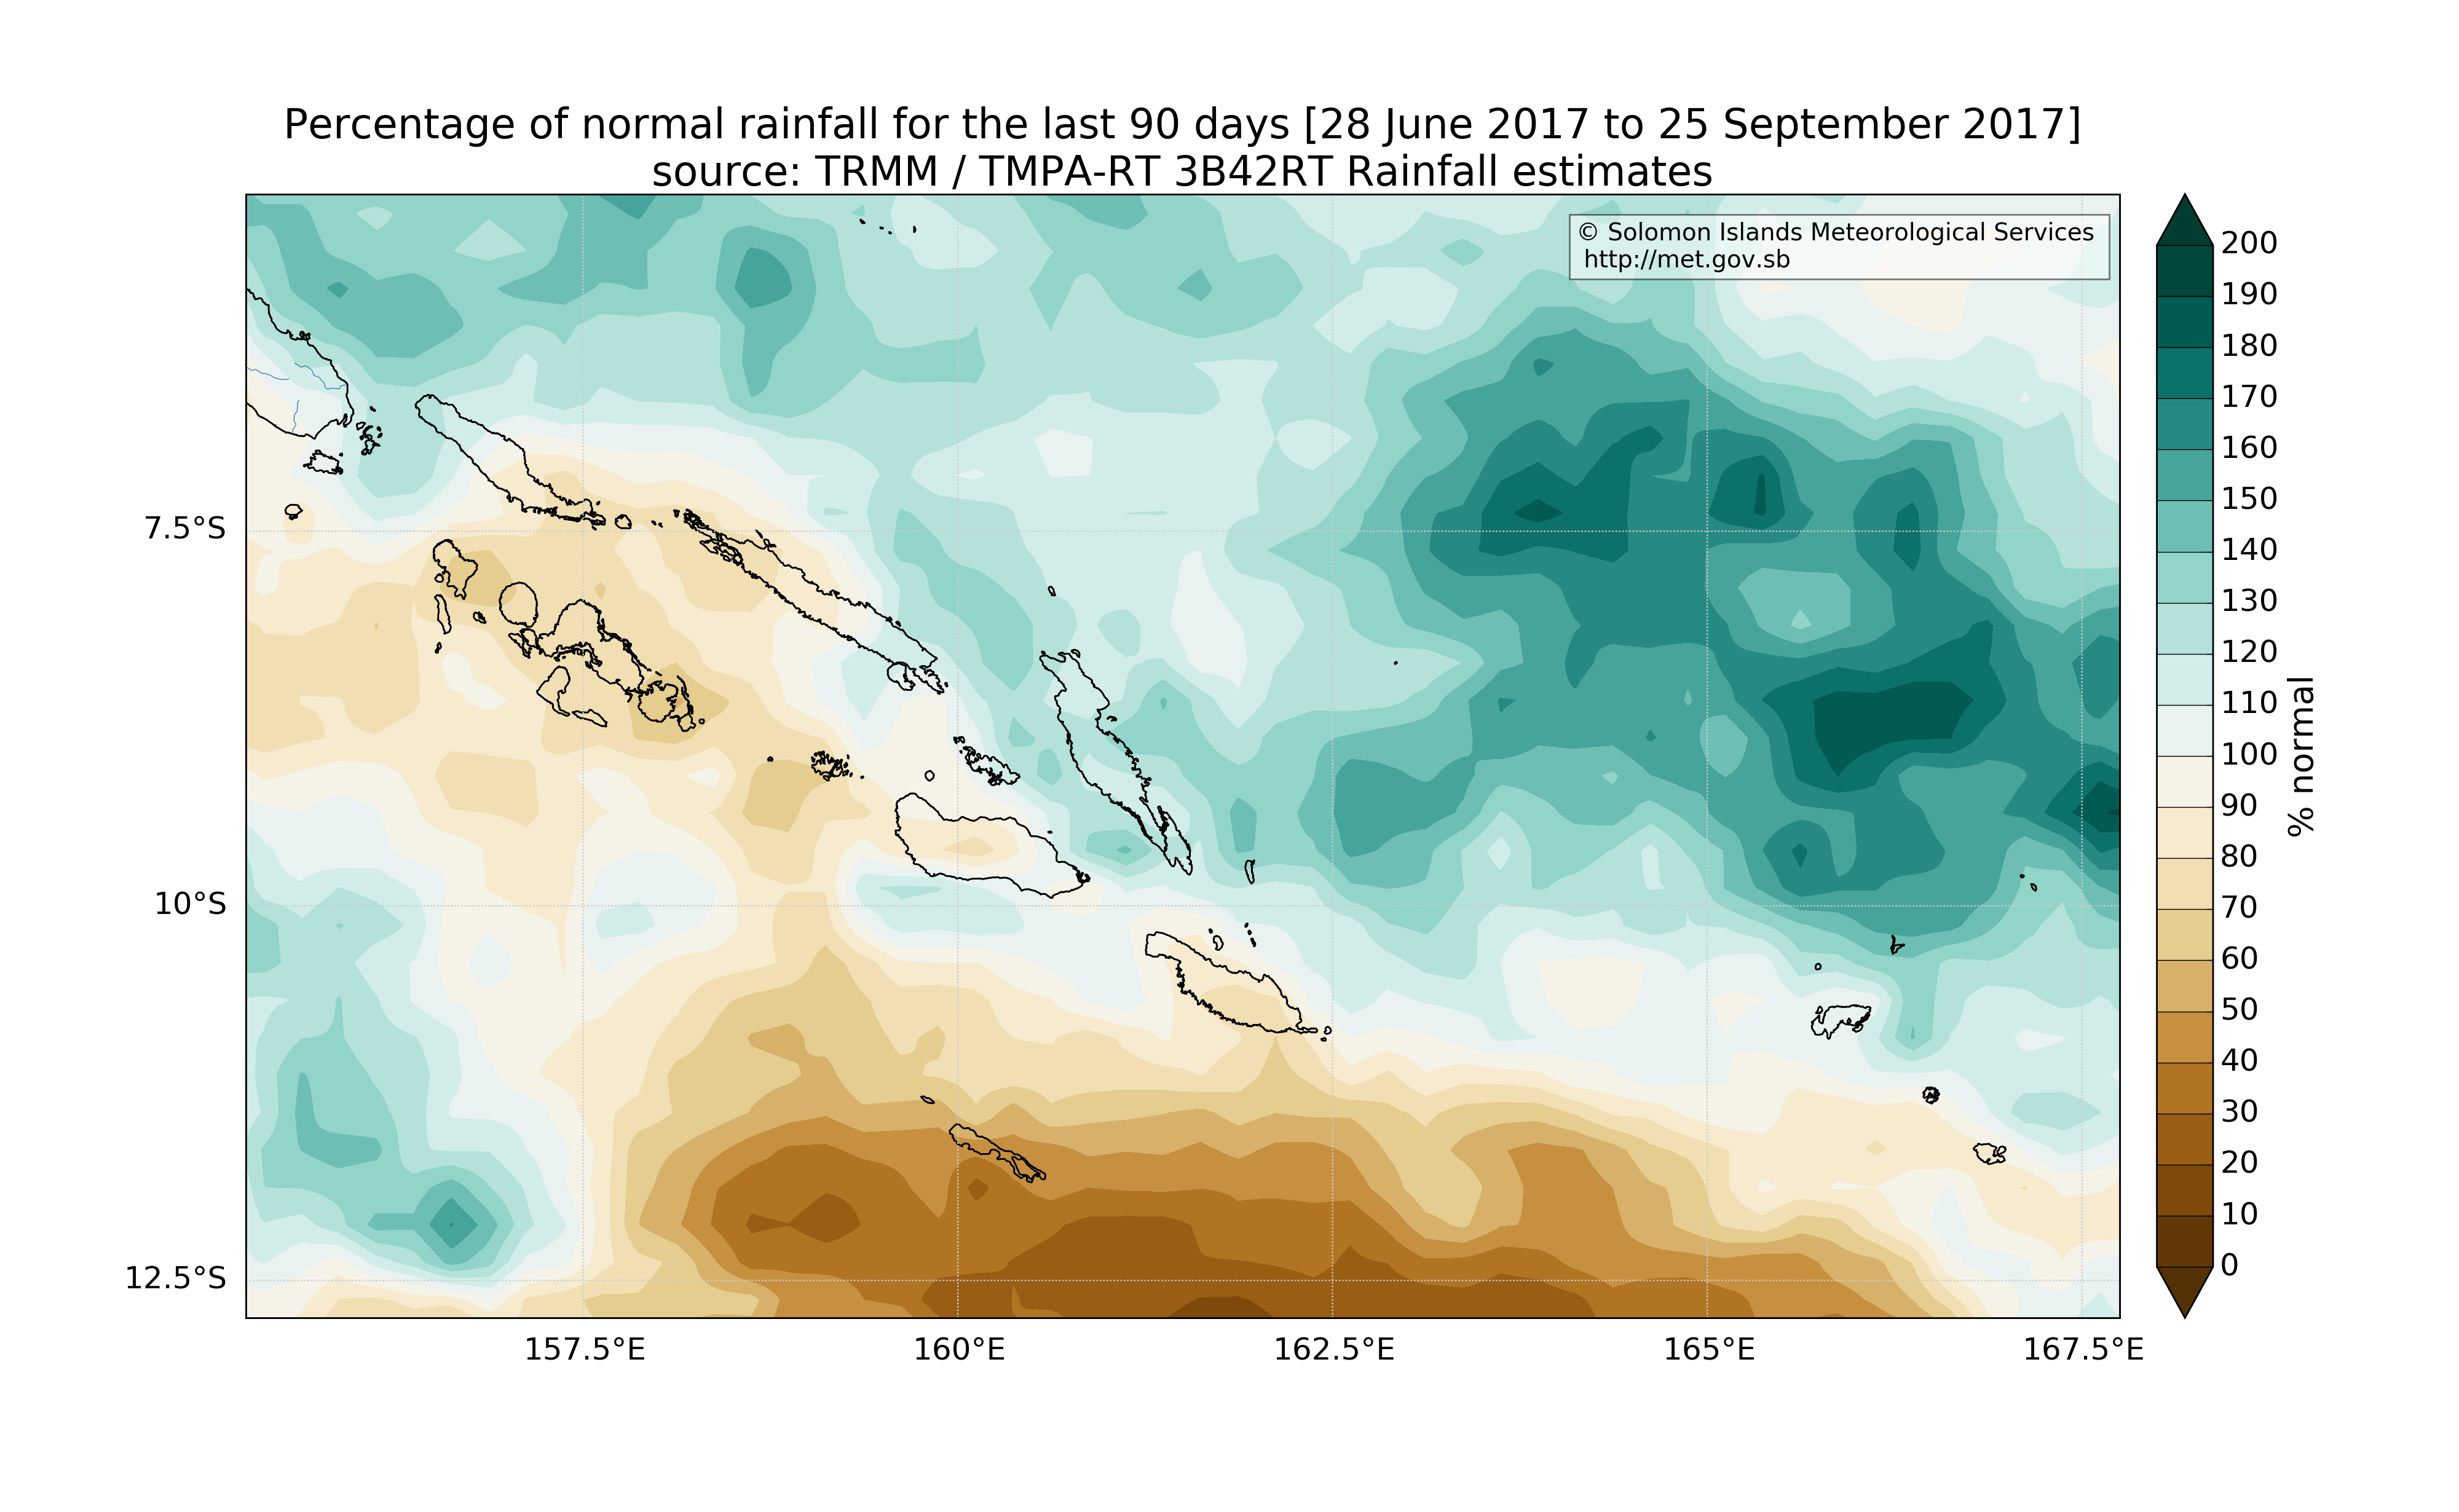 Percentage of normal rainfall for the last 90 days [28 June 2017 to 25 September 2017]
source: TRMM / TMPA-RT 3B42RT Rainfall estimates
© Solomon Islands Meteorological Services
http://met.gov.sb
7.5°S
10°S
12.5°S
157.5°E
160°E
162.5°E
165°E
167.5°E
200
190
180
170
160
150
140
130
120
110
100
90
80
70
60
50
40
30
20
10
0
% normal